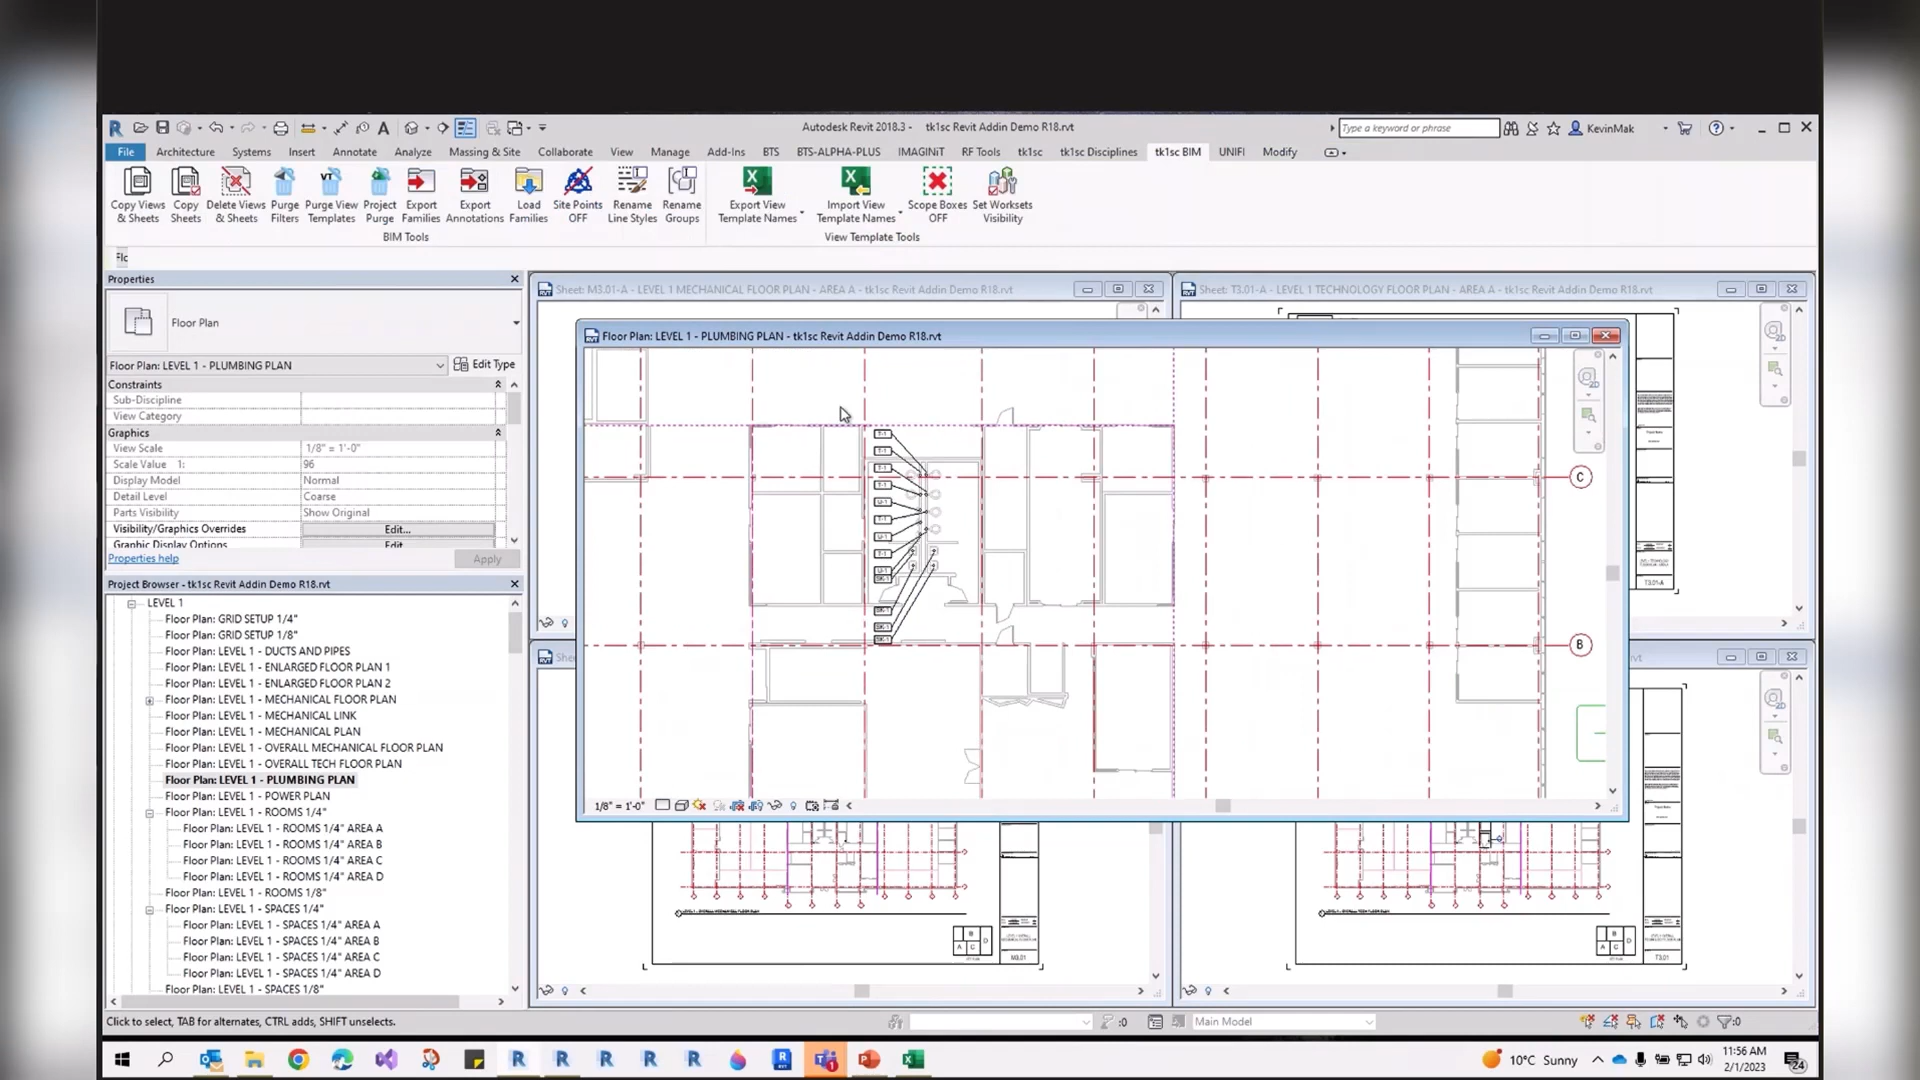 Autodesk Revit 2018.3 - tk1sc Revit Addin Demo R18.rvt
Type a keyword or phrase
KevinMak
File Architecture Systems Insert Annotate Analyze Massing & Site Collaborate View Manage Add-Ins BTS BTS-ALPHA-PLUS IMAGINiT RF Tools tk1sc tk1sc Disciplines tk1sc BIM UNIFI Modify
Copy Views & Sheets
Copy Sheets
Delete Views & Sheets
Purge Filters
Purge View Templates
Project Purge
Export Families
Export Annotations
Load Families
Site Points OFF
Rename Line Styles
Rename Groups
Export View Template Names
Import View Template Names
Scope Boxes OFF
Set Worksets Visibility
BIM Tools
View Template Tools
Flc
Properties
Floor Plan
Floor Plan: LEVEL 1 - PLUMBING PLAN
Edit Type
Constraints
Sub-Discipline
View Category
Graphics
View Scale 1/8" = 1'-0"
Scale Value 1: 96
Display Model Normal
Detail Level Coarse
Parts Visibility Show Original
Visibility/Graphics Overrides Edit...
Graphic Display Options Edit
Properties help
Apply
Project Browser - tk1sc Revit Addin Demo R18.rvt
LEVEL 1
Floor Plan: GRID SETUP 1/4"
Floor Plan: GRID SETUP 1/8"
Floor Plan: LEVEL 1 - DUCTS AND PIPES
Floor Plan: LEVEL 1 - ENLARGED FLOOR PLAN 1
Floor Plan: LEVEL 1 - ENLARGED FLOOR PLAN 2
Floor Plan: LEVEL 1 - MECHANICAL FLOOR PLAN
Floor Plan: LEVEL 1 - MECHANICAL LINK
Floor Plan: LEVEL 1 - MECHANICAL PLAN
Floor Plan: LEVEL 1 - OVERALL MECHANICAL FLOOR PLAN
Floor Plan: LEVEL 1 - OVERALL TECH FLOOR PLAN
Floor Plan: LEVEL 1 - PLUMBING PLAN
Floor Plan: LEVEL 1 - POWER PLAN
Floor Plan: LEVEL 1 - ROOMS 1/4"
Floor Plan: LEVEL 1 - ROOMS 1/4" AREA A
Floor Plan: LEVEL 1 - ROOMS 1/4" AREA B
Floor Plan: LEVEL 1 - ROOMS 1/4" AREA C
Floor Plan: LEVEL 1 - ROOMS 1/4" AREA D
Floor Plan: LEVEL 1 - ROOMS 1/8"
Floor Plan: LEVEL 1 - SPACES 1/4"
Floor Plan: LEVEL 1 - SPACES 1/4" AREA A
Floor Plan: LEVEL 1 - SPACES 1/4" AREA B
Floor Plan: LEVEL 1 - SPACES 1/4" AREA C
Floor Plan: LEVEL 1 - SPACES 1/4" AREA D
Floor Plan: LEVEL 1 - SPACES 1/8"
Sheet: M3.01-A - LEVEL 1 MECHANICAL FLOOR PLAN - AREA A - tk1sc Revit Addin Demo R18.rvt
Sheet: T3.01-A - LEVEL 1 TECHNOLOGY FLOOR PLAN - AREA A - tk1sc Revit Addin Demo R18.rvt
Floor Plan: LEVEL 1 - PLUMBING PLAN - tk1sc Revit Addin Demo R18.rvt
2D
C
B
1/8" = 1'-0"
T3.01-A
Shee
rvt
2D
2D
B
A C D
M3.01
B
A C D
T3.01
Click to select, TAB for alternates, CTRL adds, SHIFT unselects.
:0
Main Model
:0
10°C Sunny
11:56 AM
2/1/2023
24